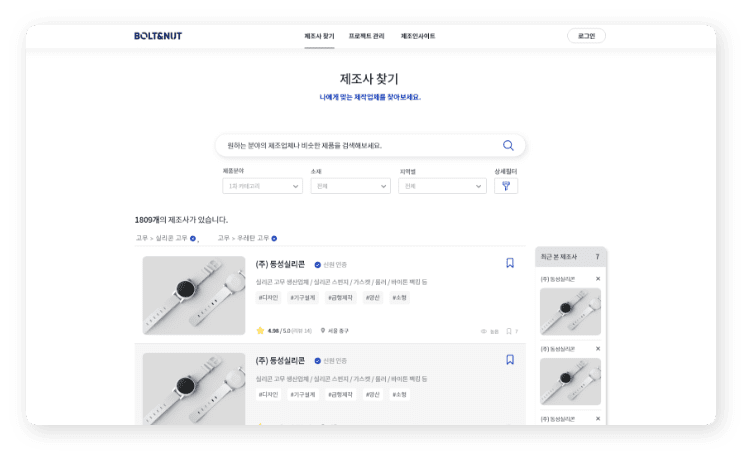 BOLT&NUT
제조사 찾기 프로젝트 관리 제조인사이트 로그인
제조사 찾기
나에게 맞는 제작업체를 찾아보세요.
원하는 분야의 제조업체나 비슷한 제품을 검색해보세요.
제품분야 소재 지역별 상세필터
1차 카테고리 전체 전체
1809개의 제조사가 있습니다.
고무 > 실리콘 고무 고무 > 우레탄 고무
최근 본 제조사 ?
(주) 동성실리콘 신원 인증
(주) 동성실리콘 ×
실리콘 고무 생산업체 / 실리콘 스펀지 / 가스켓 / 롤러 / 바이톤 팩킹 등
#디자인 #기구설계 #금형제작 #양산 #소형
4.98 / 5.0 (리뷰 18) 서울 중구 7
(주) 동성실리콘 ×
(주) 동성실리콘 신원 인증
실리콘 고무 생산업체 / 실리콘 스펀지 / 가스켓 / 롤러 / 바이톤 팩킹 등
#디자인 #가구설계 #금형제작 #양산 #소형
(주) 동성실리콘 ×